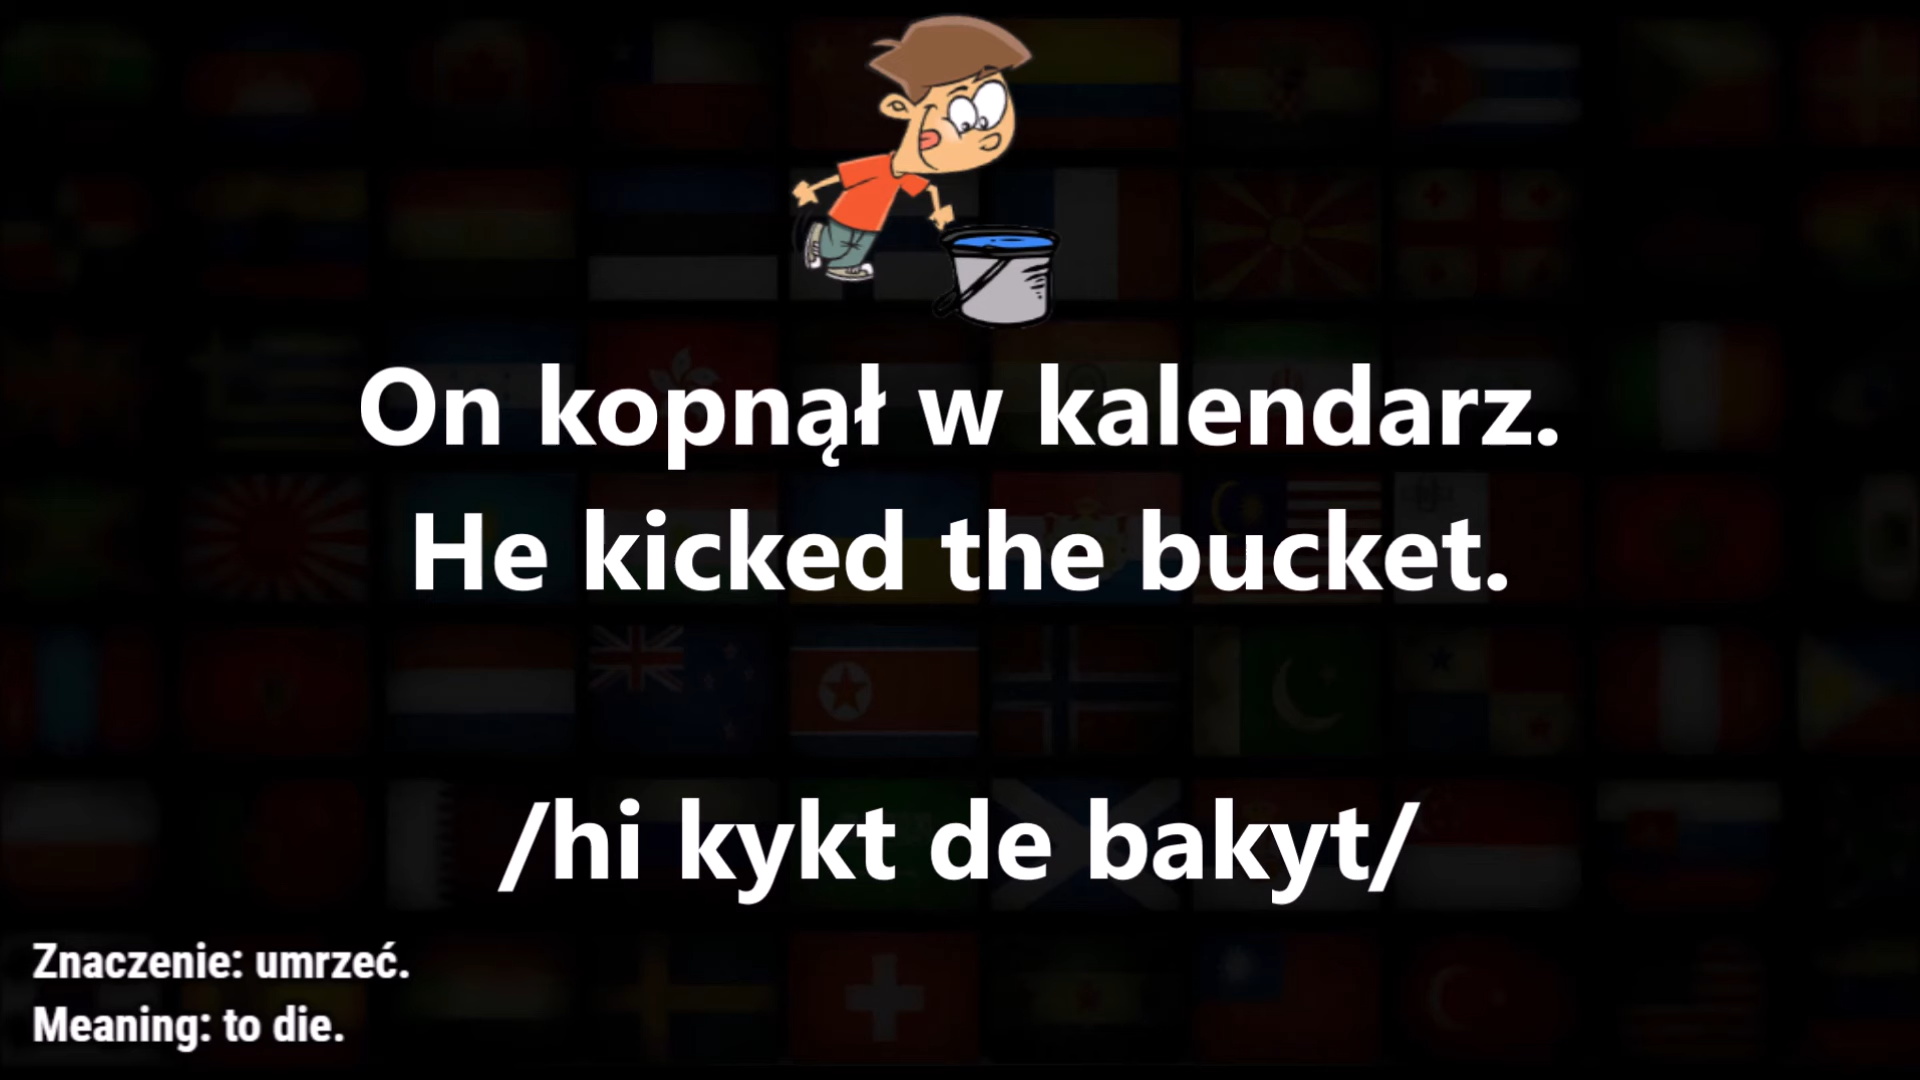 On kopnął w kalendarz.
He kicked the bucket.
/hi kykt de bakyt/
Znaczenie: umrzeć.
Meaning: to die.